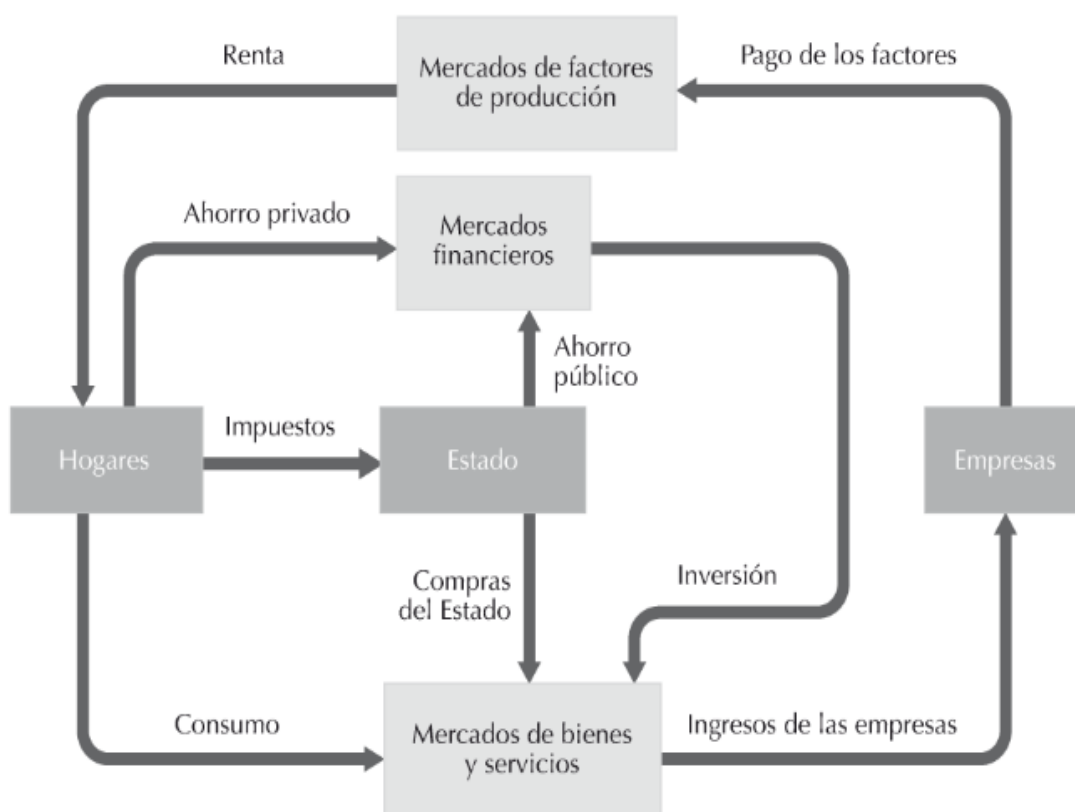 Renta
Mercados de factores
de producción
Pago de los factores
Ahorro privado
Mercados
financieros
Ahorro
público
Hogares
Impuestos
Estado
Empresas
Compras
del Estado
Inversión
Consumo
Mercados de bienes
y servicios
Ingresos de las empresas